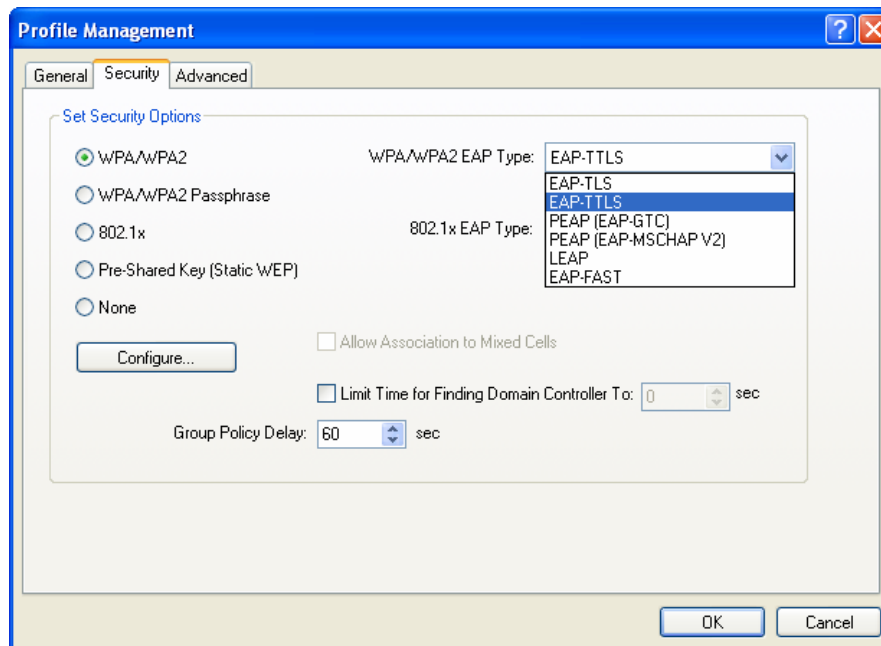 Profile Management
General Security Advanced
Set Security Options
WPA/WPA2 WPA/WPA2 EAP Type: EAP-TTLS
EAP-TLS
WPA/WPA2 Passphrase EAP-TTLS
PEAP (EAP-GTC)
802.1x 802.1x EAP Type: PEAP (EAP-MSCHAP V2)
LEAP
Pre-Shared Key (Static WEP) EAP-FAST
None
Allow Association to Mixed Cells
Configure...
Limit Time for Finding Domain Controller To: 0 sec
Group Policy Delay: 60 sec
OK Cancel